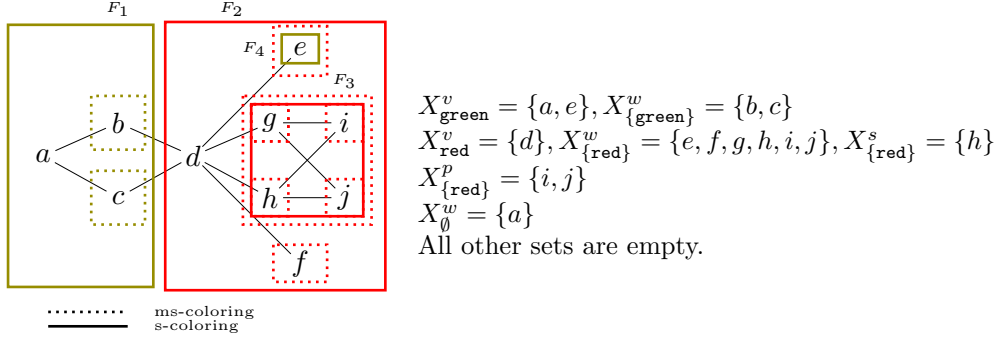 F₁
F₂
F₄
e
F₃
g
i
b
a
d
c
h
j
f
X^v_green = {a, e}, X^w_{green} = {b, c}
X^v_red = {d}, X^w_{red} = {e, f, g, h, i, j}, X^s_{red} = {h}
X^p_{red} = {i, j}
X^w_∅ = {a}
All other sets are empty.
ms-coloring
s-coloring